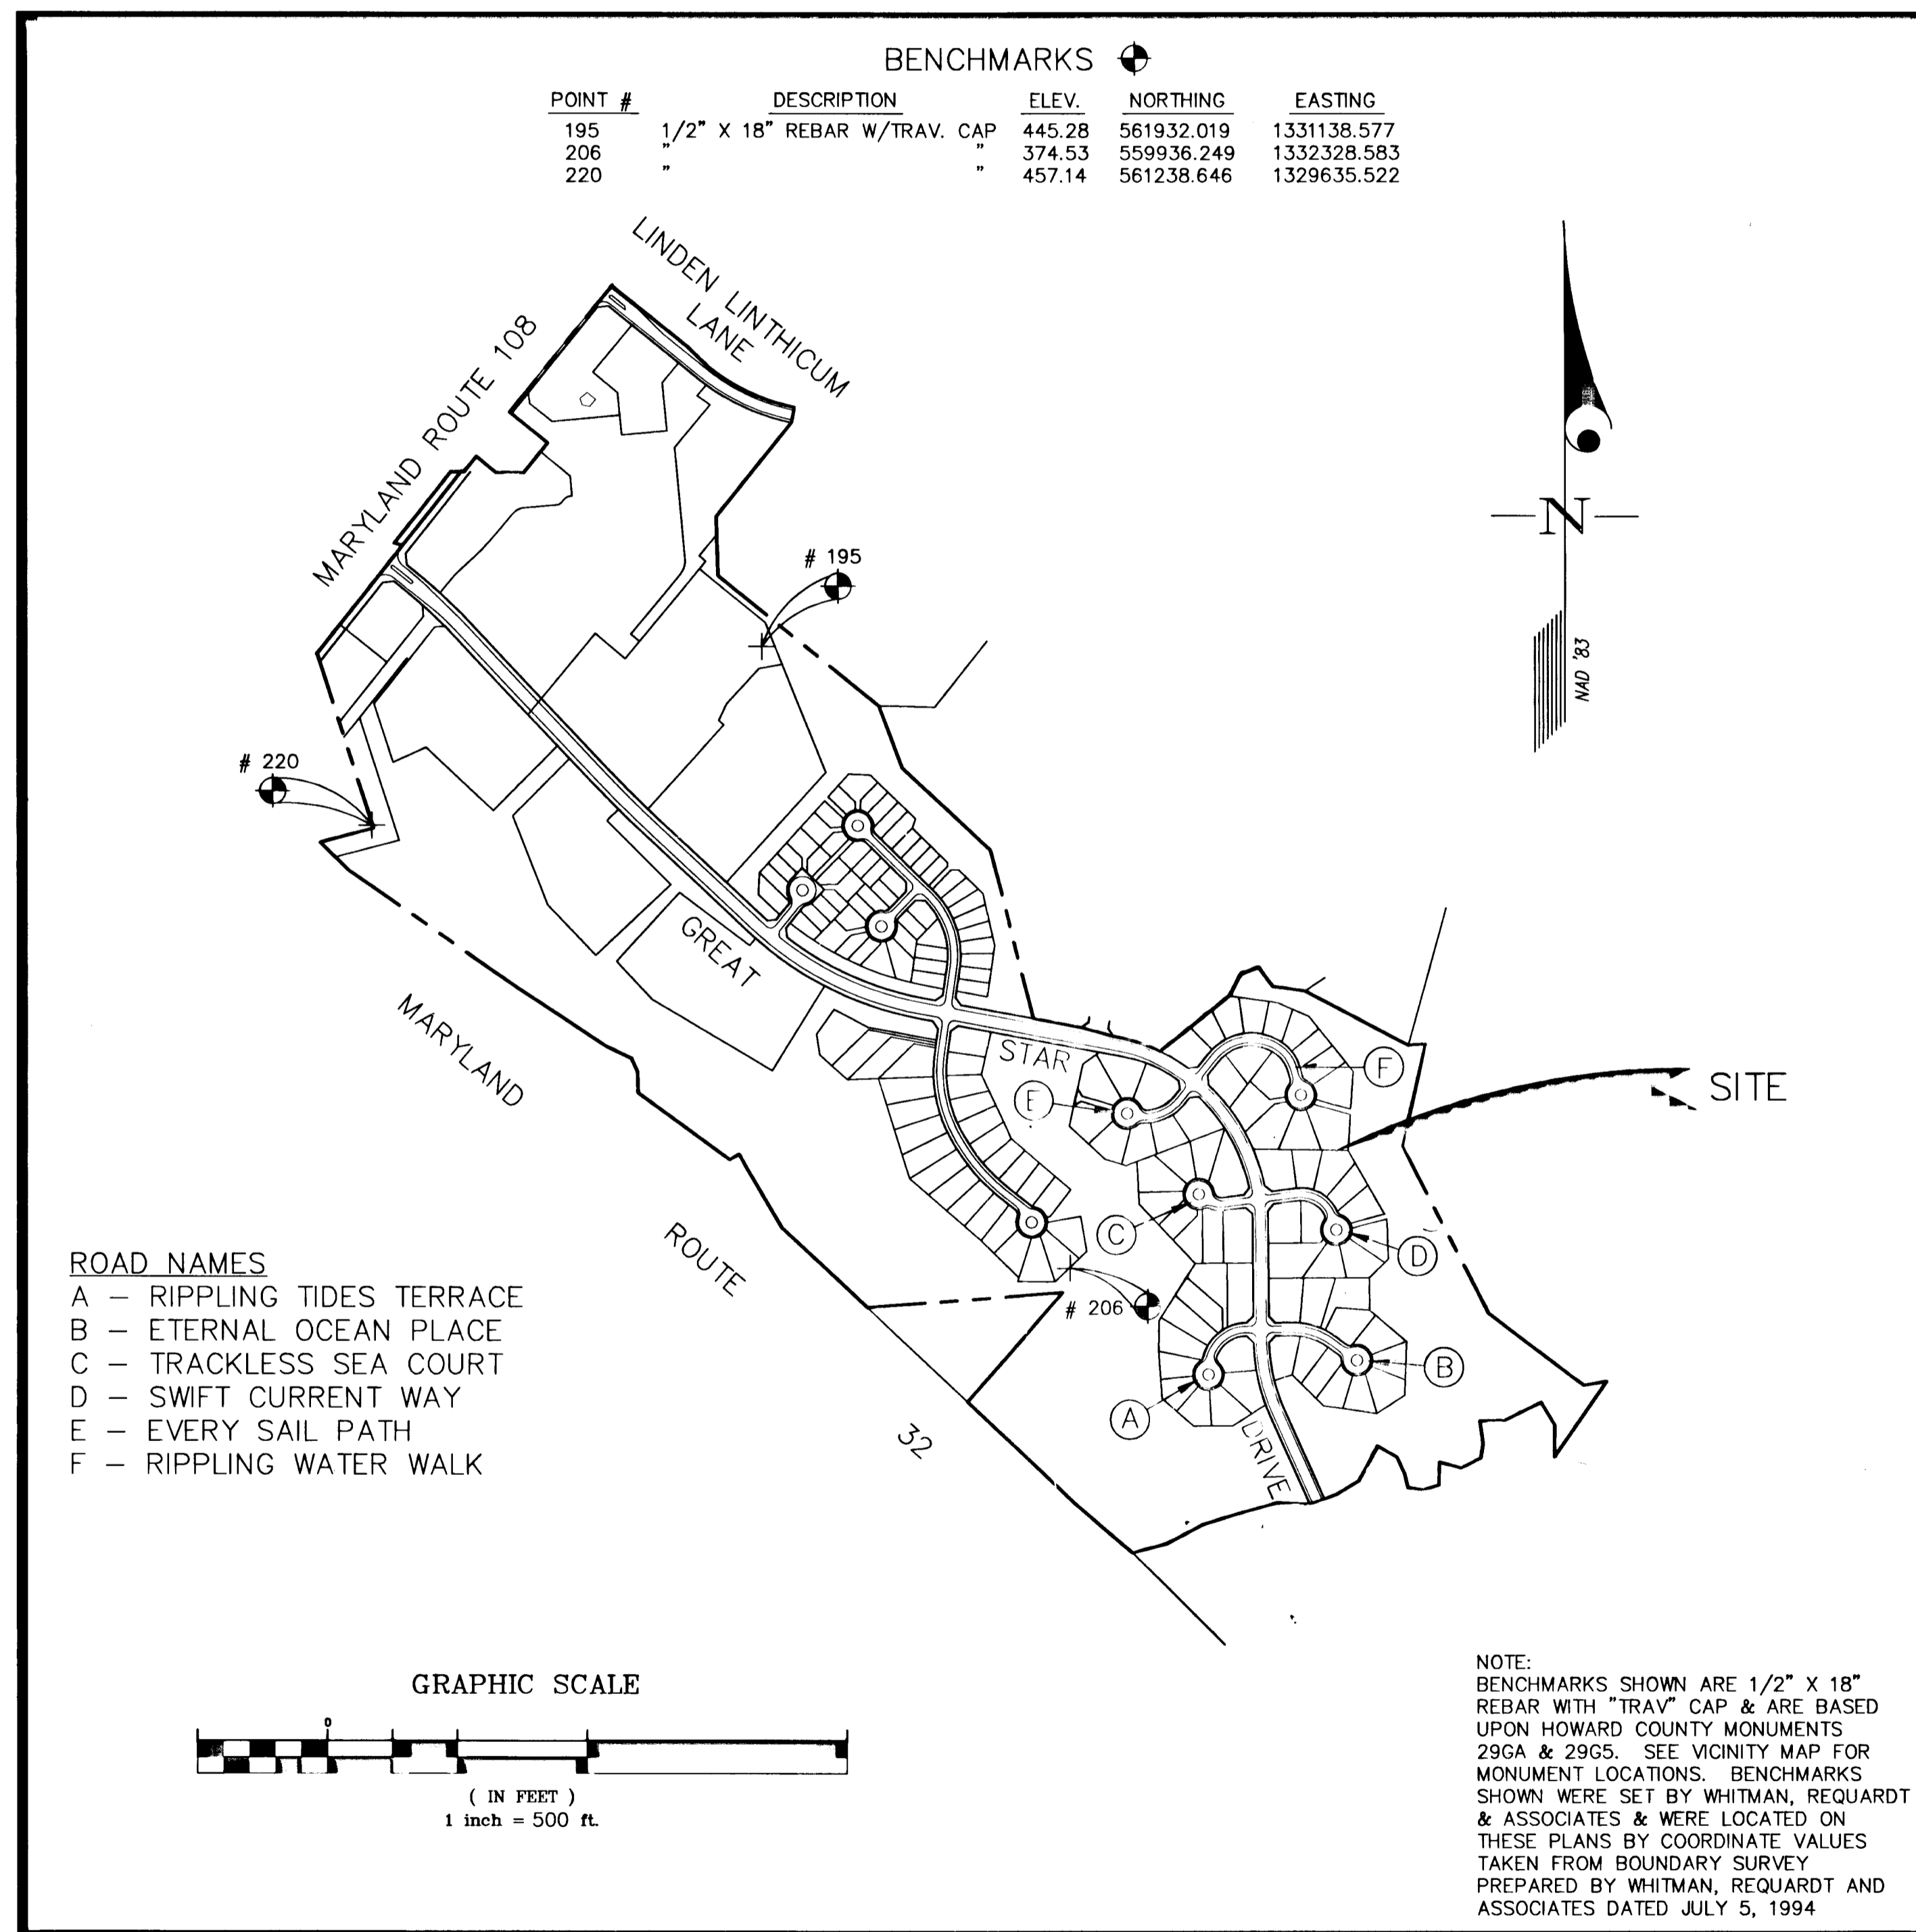 BENCHMARKS
POINT # DESCRIPTION ELEV. NORTHING EASTING
195 1/2" X 18" REBAR W/TRAV. CAP 445.28 561932.019 1331138.577
206 " " 374.53 559936.249 1332328.583
220 " " 457.14 561238.646 1329635.522
LINDEN LINTHICUM
LANE
MARYLAND ROUTE 108
# 195
N
NAD '83
# 220
GREAT
STAR
DRIVE
MARYLAND
ROUTE
32
F
E
SITE
C
D
# 206
B
A
ROAD NAMES
A – RIPPLING TIDES TERRACE
B – ETERNAL OCEAN PLACE
C – TRACKLESS SEA COURT
D – SWIFT CURRENT WAY
E – EVERY SAIL PATH
F – RIPPLING WATER WALK
GRAPHIC SCALE
0
( IN FEET )
1 inch = 500 ft.
NOTE:
BENCHMARKS SHOWN ARE 1/2" X 18"
REBAR WITH "TRAV" CAP & ARE BASED
UPON HOWARD COUNTY MONUMENTS
29GA & 29G5. SEE VICINITY MAP FOR
MONUMENT LOCATIONS. BENCHMARKS
SHOWN WERE SET BY WHITMAN, REQUARDT
& ASSOCIATES & WERE LOCATED ON
THESE PLANS BY COORDINATE VALUES
TAKEN FROM BOUNDARY SURVEY
PREPARED BY WHITMAN, REQUARDT AND
ASSOCIATES DATED JULY 5, 1994